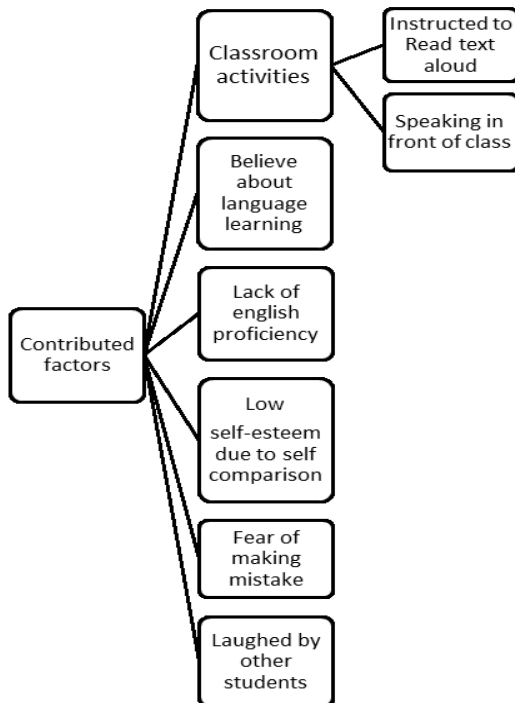 Contributed
factors
Classroom
activities
Instructed to
Read text
aloud
Speaking in
front of class
Believe
about
language
learning
Lack of
english
proficiency
Low
self-esteem
due to self
comparison
Fear of
making
mistake
Laughed by
other
students